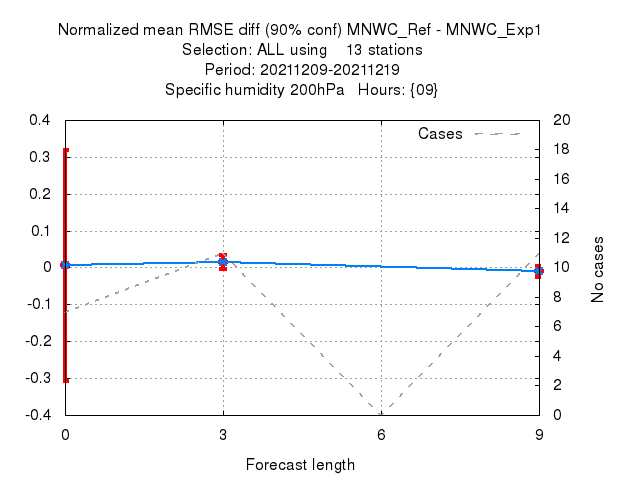 Normalized mean RMSE diff (90% conf) MNWC_Ref - MNWC_Exp1
Selection: ALL using 13 stations
Period: 20211209-20211219
Specific humidity 200hPa Hours: {09}
Cases
0.4
0.3
0.2
0.1
0
-0.1
-0.2
-0.3
-0.4
20
18
16
14
12
10
8
6
4
2
0
No cases
0 3 6 9
Forecast length